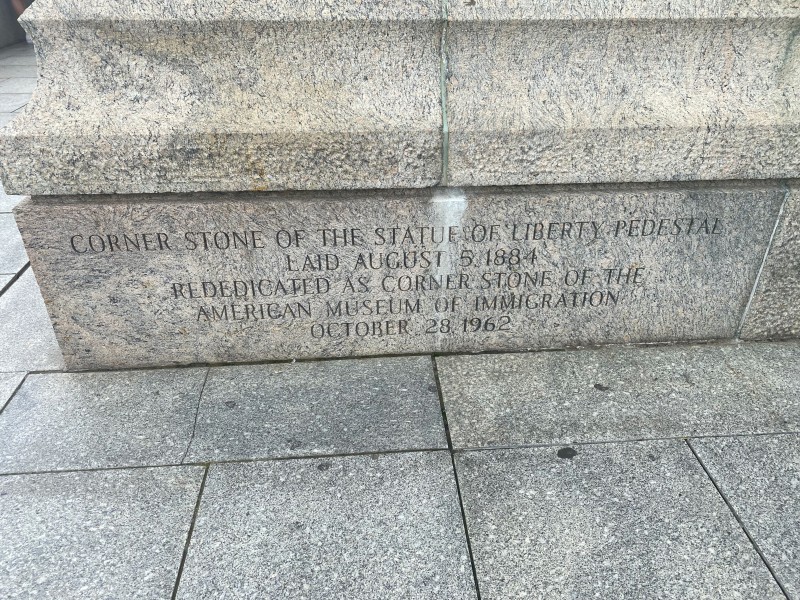 CORNER STONE OF THE STATUE OF LIBERTY PEDESTAL
LAID AUGUST 5, 1884
REDEDICATED AS CORNER STONE OF THE
AMERICAN MUSEUM OF IMMIGRATION
OCTOBER 28, 1962